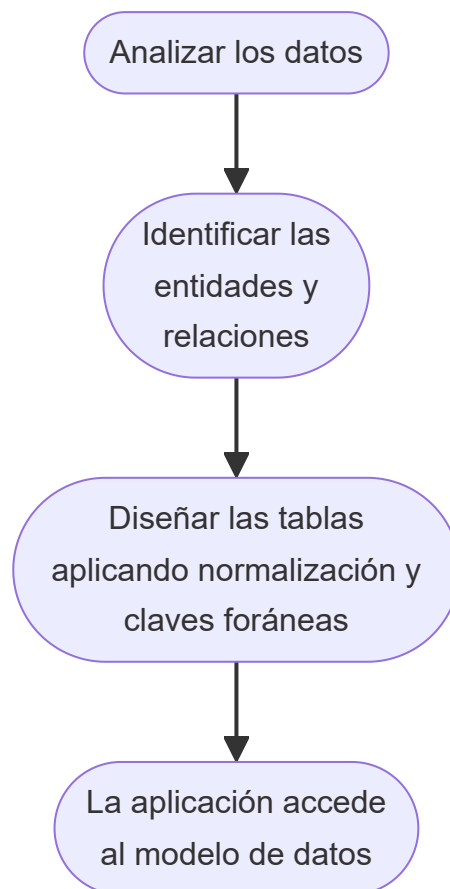 Analizar los datos
Identificar las
entidades y
relaciones
Diseñar las tablas
aplicando normalización y
claves foráneas
La aplicación accede
al modelo de datos